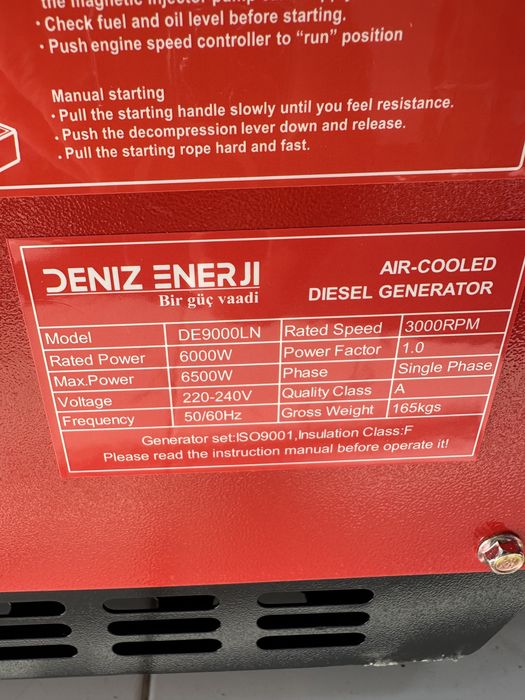 the magnetic injector pump
· Check fuel and oil level before starting.
· Push engine speed controller to “run” position
Manual starting
· Pull the starting handle slowly until you feel resistance.
· Push the decompression lever down and release.
· Pull the starting rope hard and fast.
DENIZ ENERJI
Bir güç vaadi
AIR-COOLED
DIESEL GENERATOR
Model DE9000LN Rated Speed 3000RPM
Rated Power 6000W Power Factor 1.0
Max.Power 6500W Phase Single Phase
Voltage 220-240V Quality Class A
Frequency 50/60Hz Gross Weight 165kgs
Generator set:ISO9001,Insulation Class:F
Please read the instruction manual before operate it!